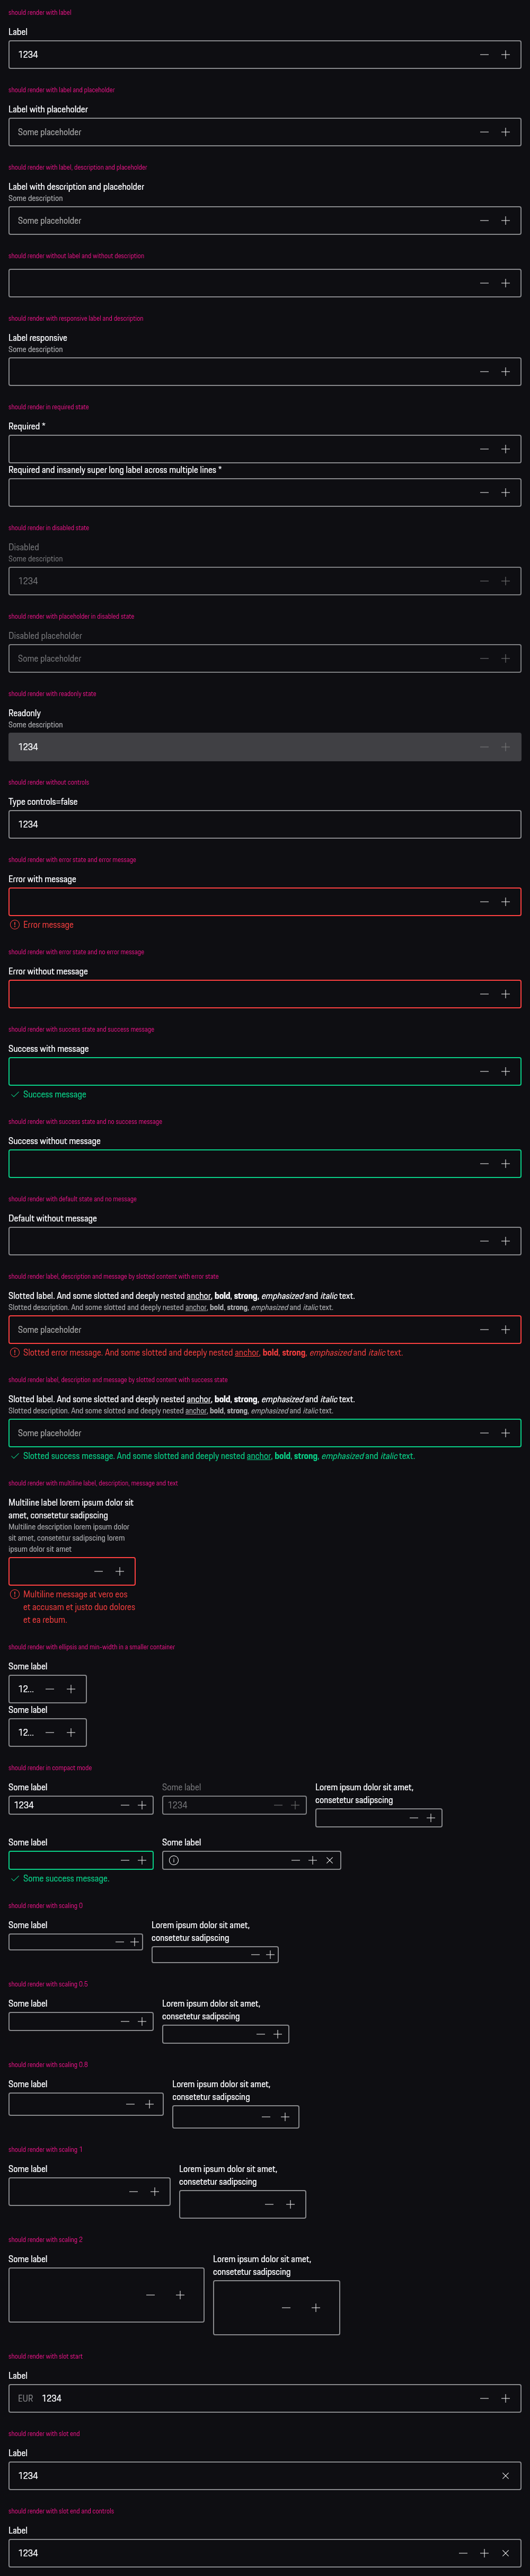 should render with label
Label
1234
should render with label and placeholder
Label with placeholder
Some placeholder
should render with label, description and placeholder
Label with description and placeholder
Some description
Some placeholder
should render without label and without description
should render with responsive label and description
Label responsive
Some description
should render in required state
Required *
Required and insanely super long label across multiple lines *
should render in disabled state
Disabled
Some description
1234
should render with placeholder in disabled state
Disabled placeholder
Some placeholder
should render with readonly state
Readonly
Some description
1234
should render without controls
Type controls=false
1234
should render with error state and error message
Error with message
Error message
should render with error state and no error message
Error without message
should render with success state and success message
Success with message
Success message
should render with success state and no success message
Success without message
should render with default state and no message
Default without message
should render label, description and message by slotted content with error state
Slotted label. And some slotted and deeply nested anchor, bold, strong, emphasized and italic text.
Slotted description. And some slotted and deeply nested anchor, bold, strong, emphasized and italic text.
Some placeholder
Slotted error message. And some slotted and deeply nested anchor, bold, strong, emphasized and italic text.
should render label, description and message by slotted content with success state
Slotted label. And some slotted and deeply nested anchor, bold, strong, emphasized and italic text.
Slotted description. And some slotted and deeply nested anchor, bold, strong, emphasized and italic text.
Some placeholder
Slotted success message. And some slotted and deeply nested anchor, bold, strong, emphasized and italic text.
should render with multiline label, description, message and text
Multiline label lorem ipsum dolor sit
amet, consetetur sadipscing
Multiline description lorem ipsum dolor
sit amet, consetetur sadipscing lorem
ipsum dolor sit amet
Multiline message at vero eos
et accusam et justo duo dolores
et ea rebum.
should render with ellipsis and min-width in a smaller container
Some label
12...
Some label
12...
should render in compact mode
Some label
1234
Some label
1234
Lorem ipsum dolor sit amet,
consetetur sadipscing
Some label
Some success message.
Some label
should render with scaling 0
Some label
Lorem ipsum dolor sit amet,
consetetur sadipscing
should render with scaling 0.5
Some label
Lorem ipsum dolor sit amet,
consetetur sadipscing
should render with scaling 0.8
Some label
Lorem ipsum dolor sit amet,
consetetur sadipscing
should render with scaling 1
Some label
Lorem ipsum dolor sit amet,
consetetur sadipscing
should render with scaling 2
Some label
Lorem ipsum dolor sit amet,
consetetur sadipscing
should render with slot start
Label
EUR 1234
should render with slot end
Label
1234
should render with slot end and controls
Label
1234